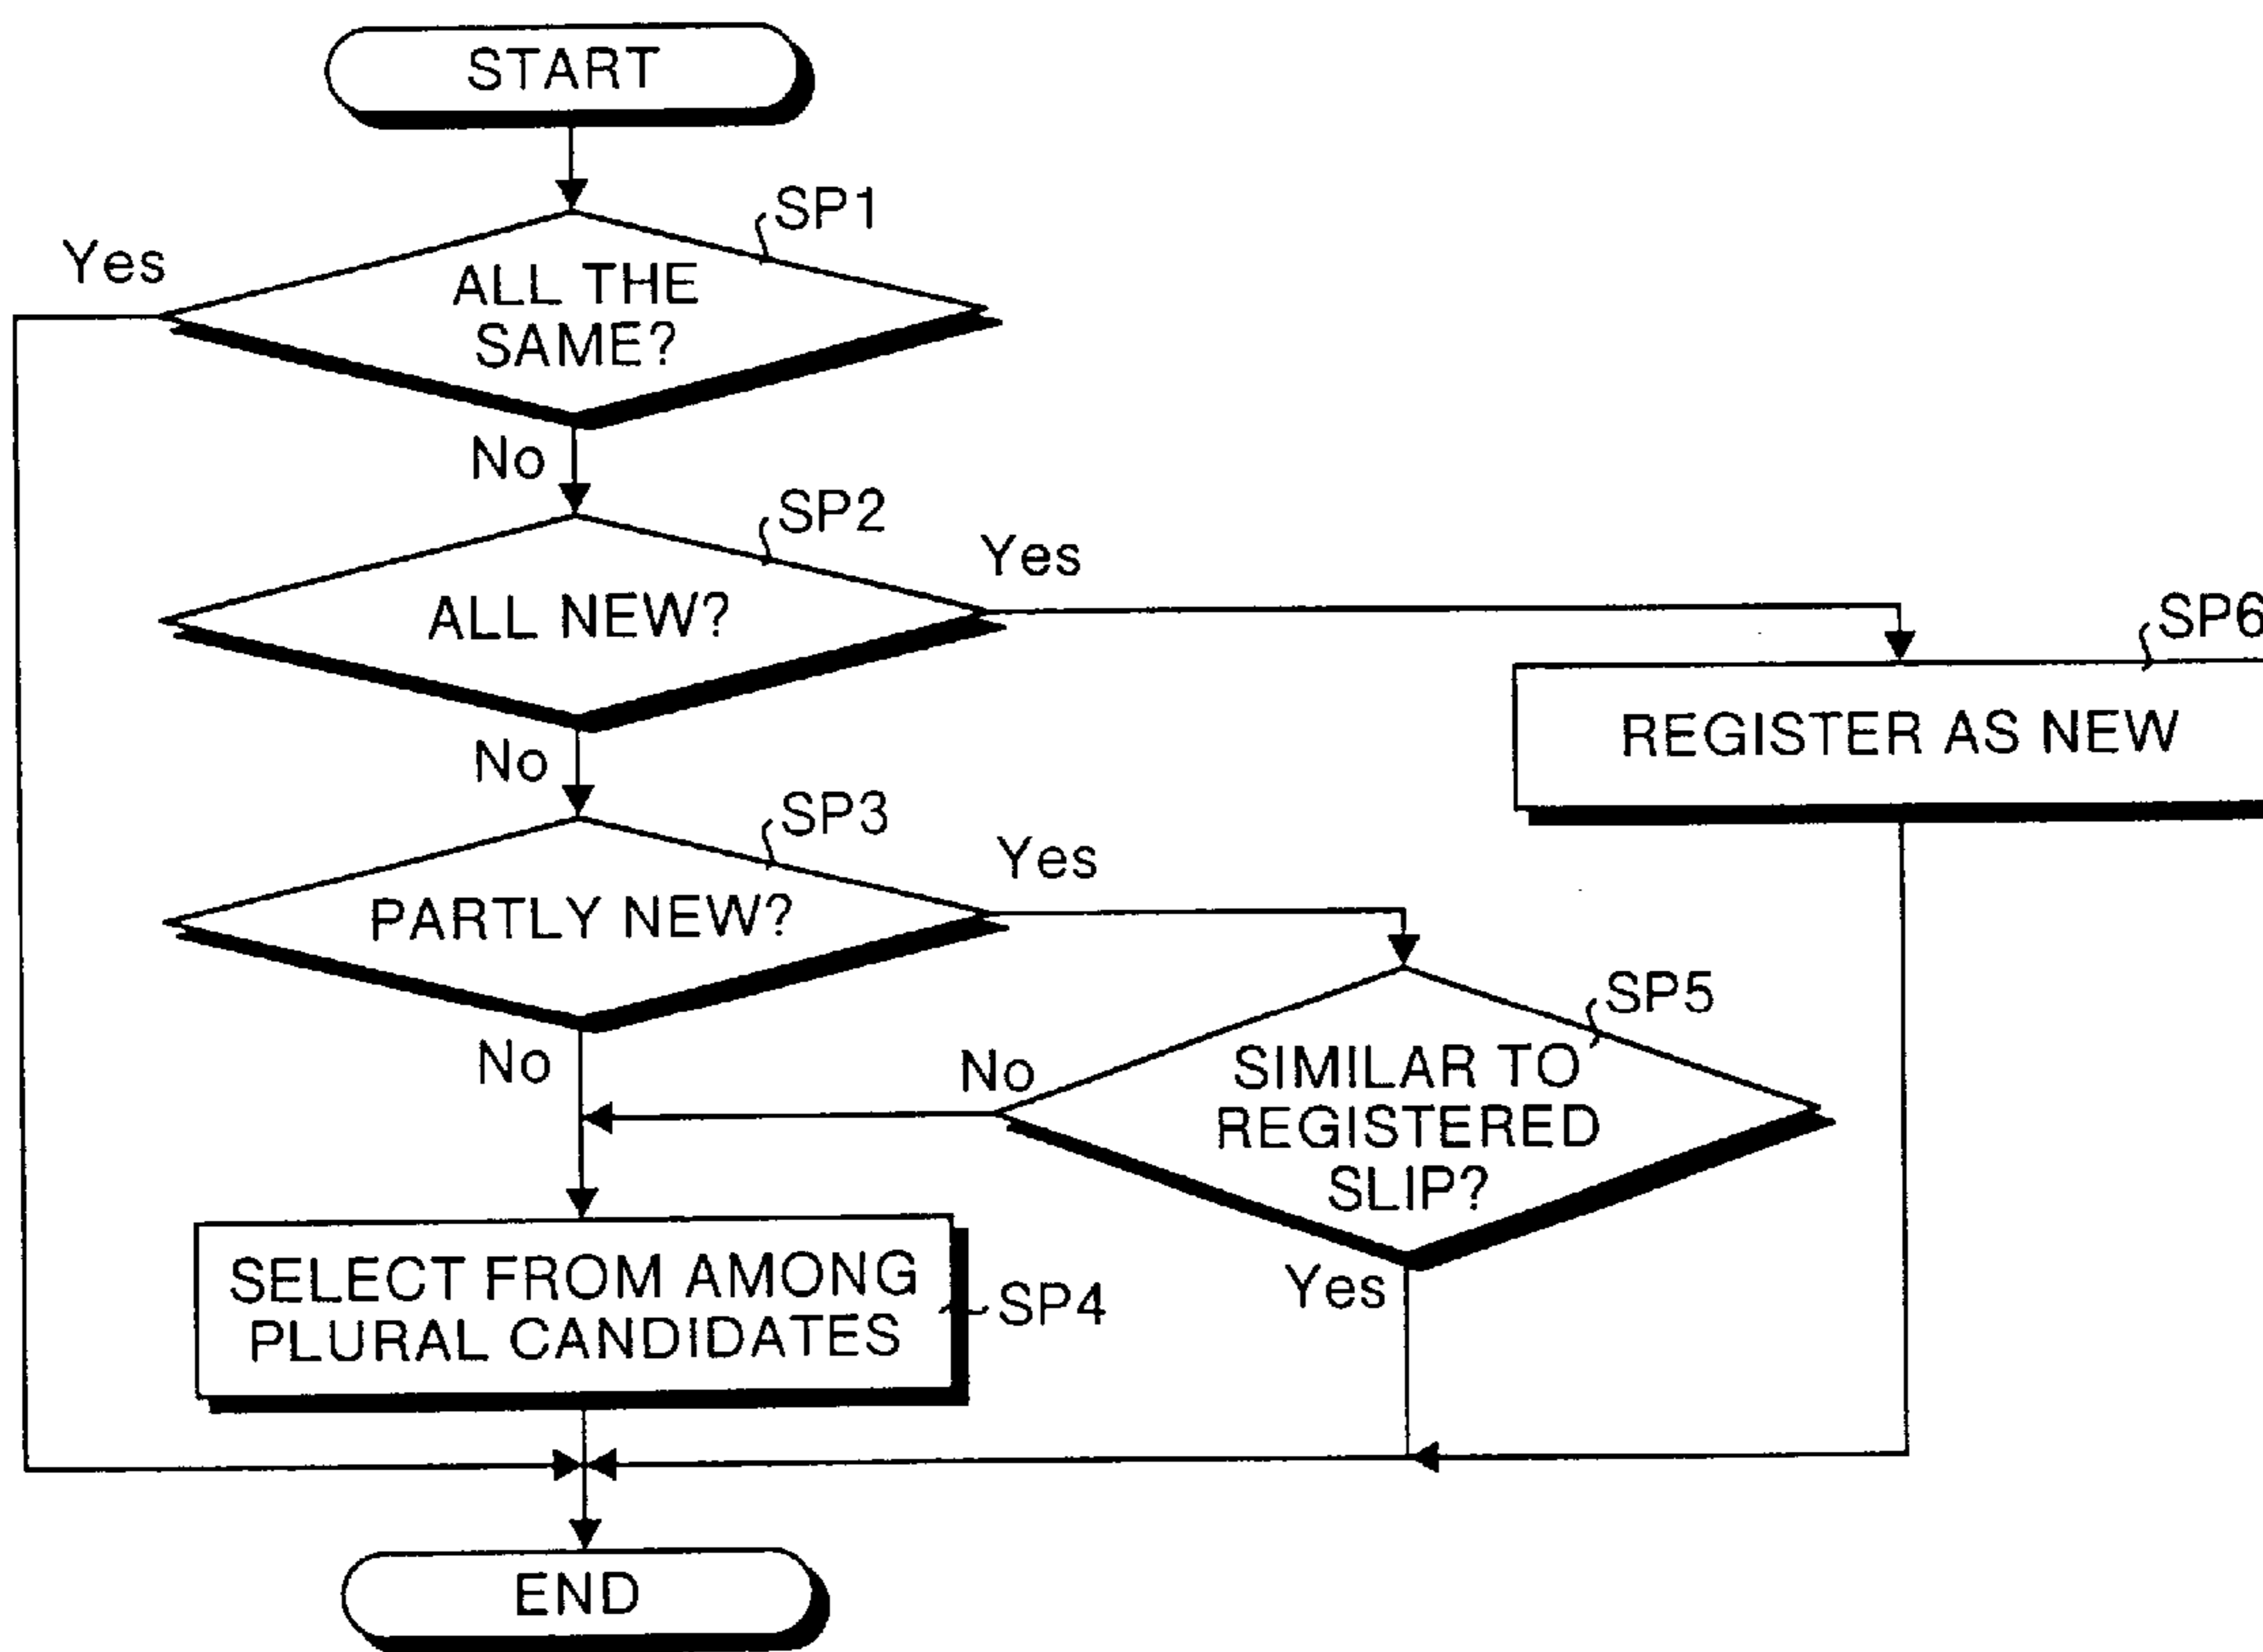 START
SP1
Yes
ALL THE
SAME?
No
SP2
Yes
ALL NEW?
SP6
REGISTER AS NEW
No
SP3
Yes
PARTLY NEW?
SP5
No
No
SIMILAR TO
REGISTERED
SLIP?
SELECT FROM AMONG
PLURAL CANDIDATES
SP4
Yes
END